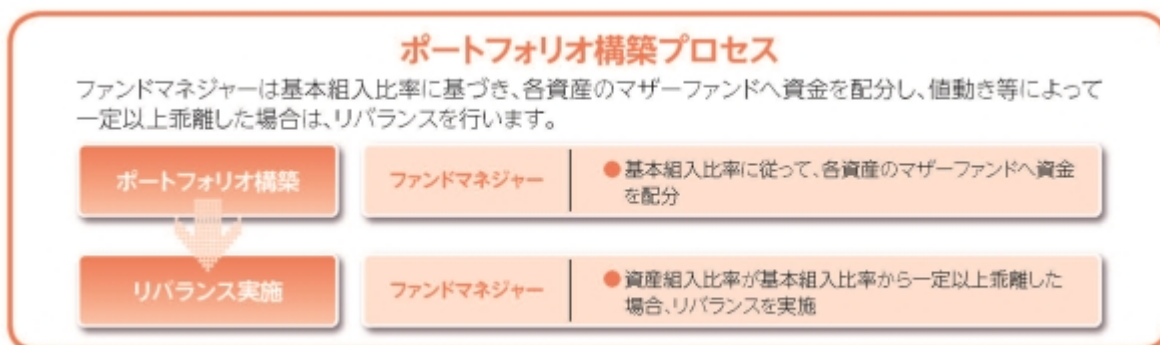 ポートフォリオ構築プロセス
ファンドマネジャーは基本組入比率に基づき、各資産のマザーファンドへ資金を配分し、値動き等によって
一定以上乖離した場合は、リバランスを行います。
ポートフォリオ構築
ファンドマネジャー
●基本組入比率に従って、各資産のマザーファンドへ資金
を配分
リバランス実施
ファンドマネジャー
●資産組入比率が基本組入比率から一定以上乖離した
場合、リバランスを実施